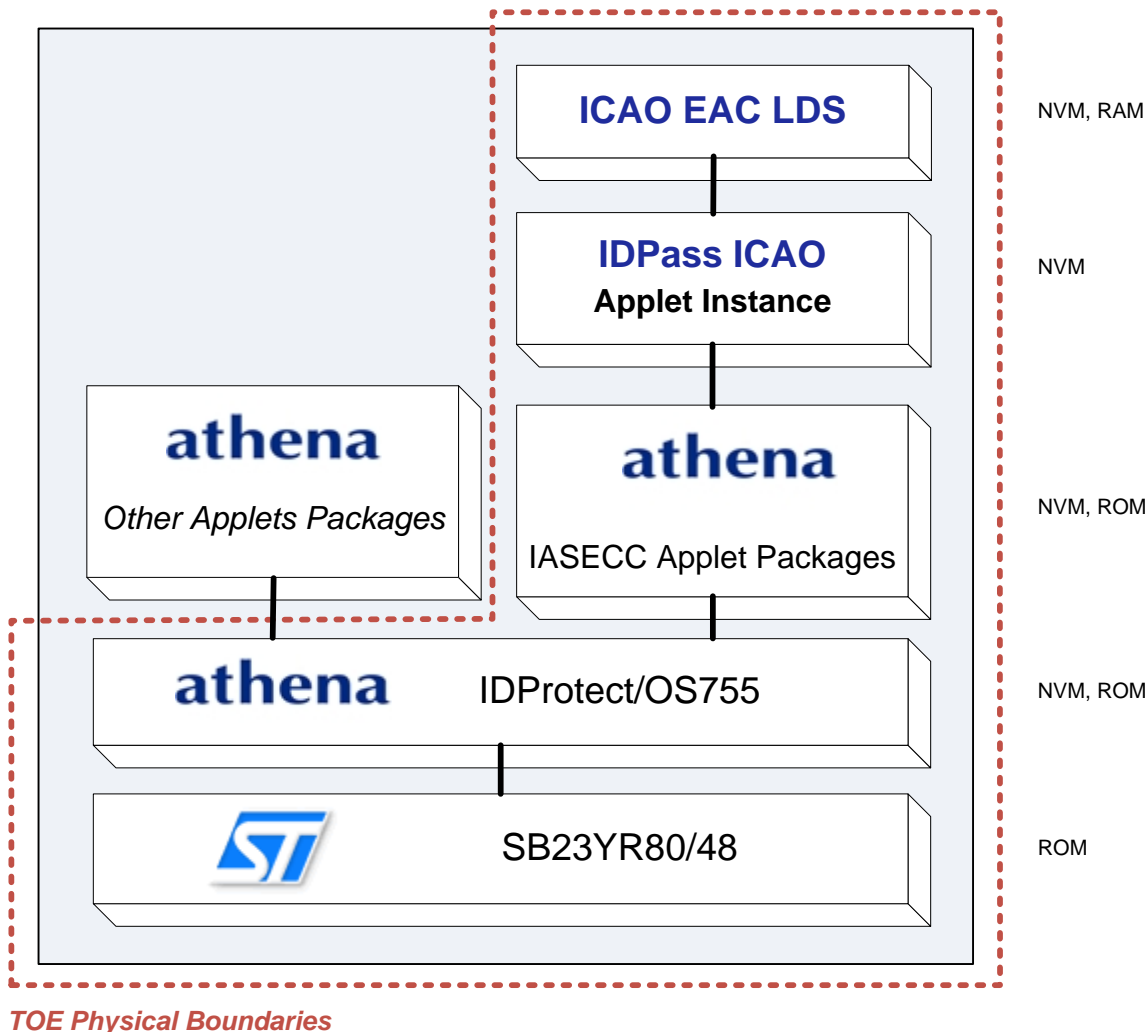 ICAO EAC LDS
NVM, RAM
IDPass ICAO
Applet Instance
NVM
athena
Other Applets Packages
athena
IASECC Applet Packages
NVM, ROM
athena IDProtect/OS755
NVM, ROM
ST SB23YR80/48
ROM
TOE Physical Boundaries